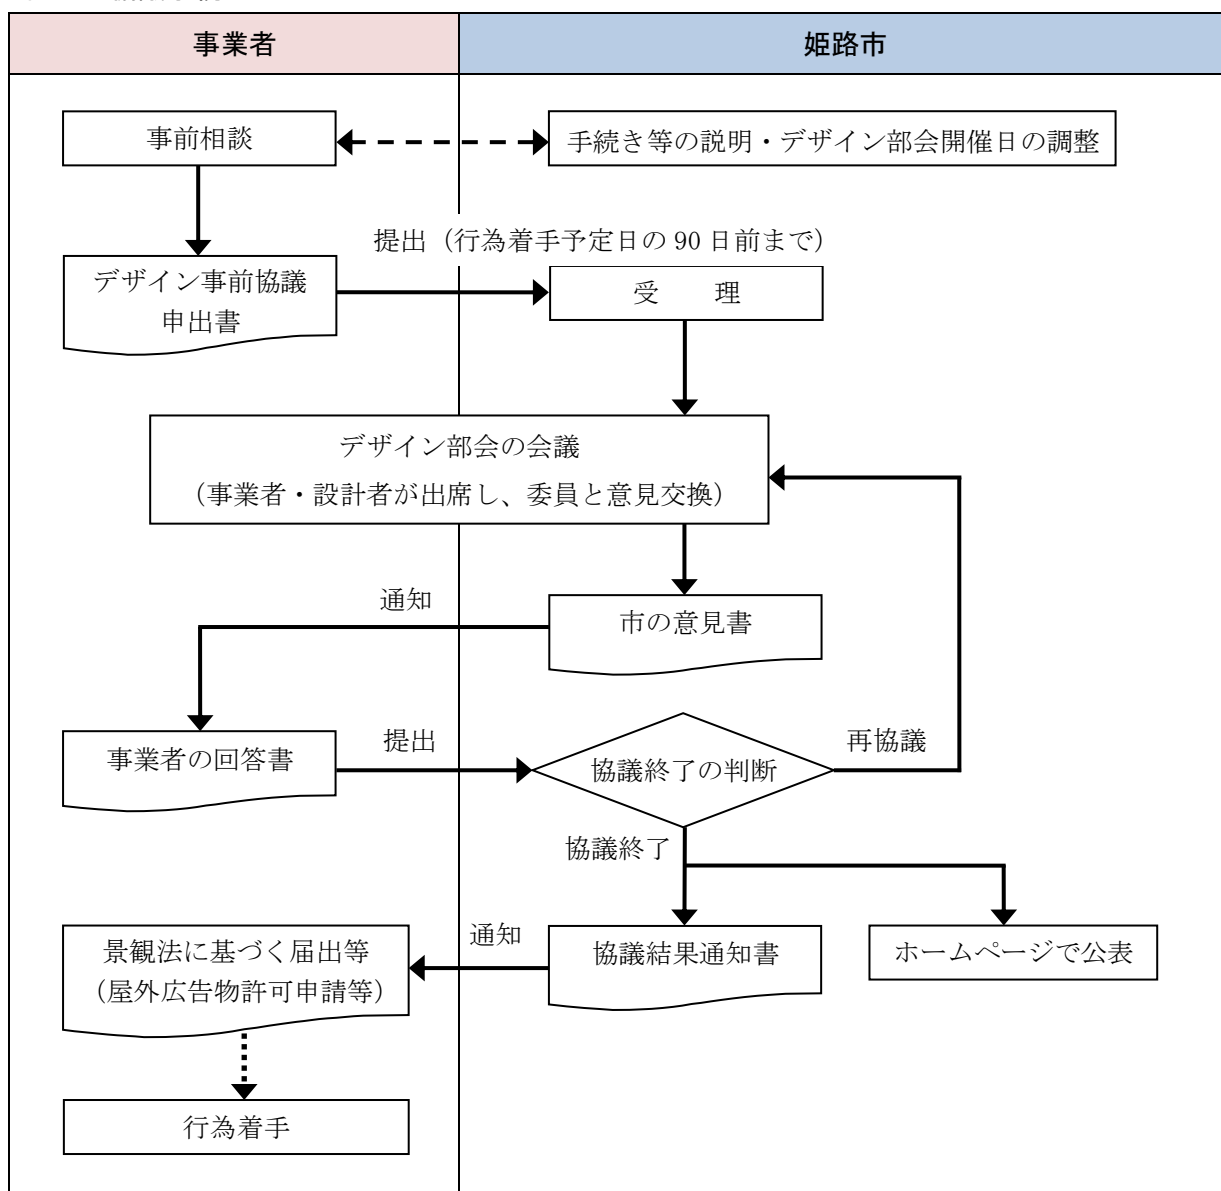 事業者
姫路市
事前相談
手続き等の説明・デザイン部会開催日の調整
提出（行為着手予定日の 90 日前まで）
デザイン事前協議
申出書
受　　理
デザイン部会の会議
（事業者・設計者が出席し、委員と意見交換）
通知
市の意見書
事業者の回答書
提出
協議終了の判断
再協議
協議終了
景観法に基づく届出等
（屋外広告物許可申請等）
通知
協議結果通知書
ホームページで公表
行為着手